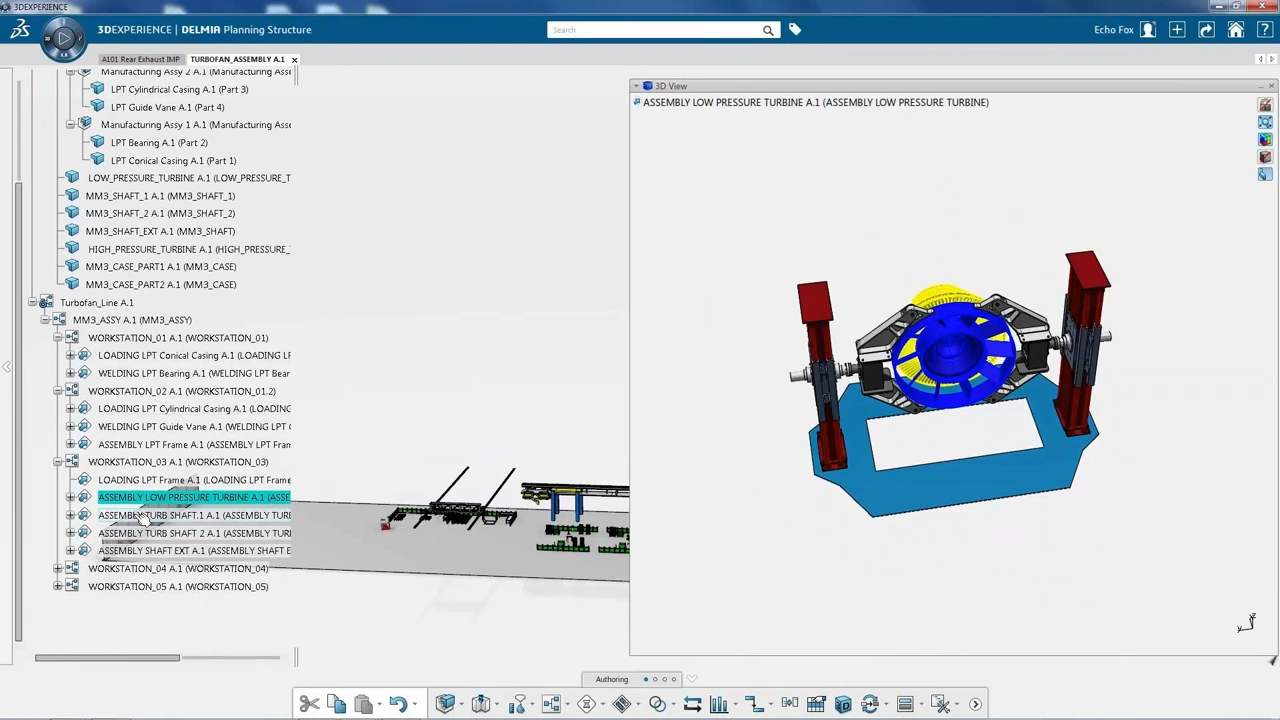 3DEXPERIENCE
3DEXPERIENCE | DELMIA Planning Structure
Search
Echo Fox
A101 Rear Exhaust IMP
TURBOFAN_ASSEMBLY A.1
Manufacturing Assy 2 A.1 (Manufacturing Asse
LPT Cylindrical Casing A.1 (Part 3)
LPT Guide Vane A.1 (Part 4)
Manufacturing Assy 1 A.1 (Manufacturing Asse
LPT Bearing A.1 (Part 2)
LPT Conical Casing A.1 (Part 1)
LOW_PRESSURE_TURBINE A.1 (LOW_PRESSURE_T
MM3_SHAFT_1 A.1 (MM3_SHAFT_1)
MM3_SHAFT_2 A.1 (MM3_SHAFT_2)
MM3_SHAFT_EXT A.1 (MM3_SHAFT)
HIGH_PRESSURE_TURBINE A.1 (HIGH_PRESSURE_
MM3_CASE_PART1 A.1 (MM3_CASE)
MM3_CASE_PART2 A.1 (MM3_CASE)
Turbofan_Line A.1
MM3_ASSY A.1 (MM3_ASSY)
WORKSTATION_01 A.1 (WORKSTATION_01)
LOADING LPT Conical Casing A.1 (LOADING LF
WELDING LPT Bearing A.1 (WELDING LPT Bear
WORKSTATION_02 A.1 (WORKSTATION_01.2)
LOADING LPT Cylindrical Casing A.1 (LOADING
WELDING LPT Guide Vane A.1 (WELDING LPT G
ASSEMBLY LPT Frame A.1 (ASSEMBLY LPT Fram
WORKSTATION_03 A.1 (WORKSTATION_03)
LOADING LPT Frame A.1 (LOADING LPT Frame
ASSEMBLY LOW PRESSURE TURBINE A.1 (ASSE
ASSEMBLY TURB SHAFT.1 A.1 (ASSEMBLY TURE
ASSEMBLY TURB SHAFT 2 A.1 (ASSEMBLY TURE
ASSEMBLY SHAFT EXT A.1 (ASSEMBLY SHAFT E
WORKSTATION_04 A.1 (WORKSTATION_04)
WORKSTATION_05 A.1 (WORKSTATION_05)
3D View
ASSEMBLY LOW PRESSURE TURBINE A.1 (ASSEMBLY LOW PRESSURE TURBINE)
Authoring